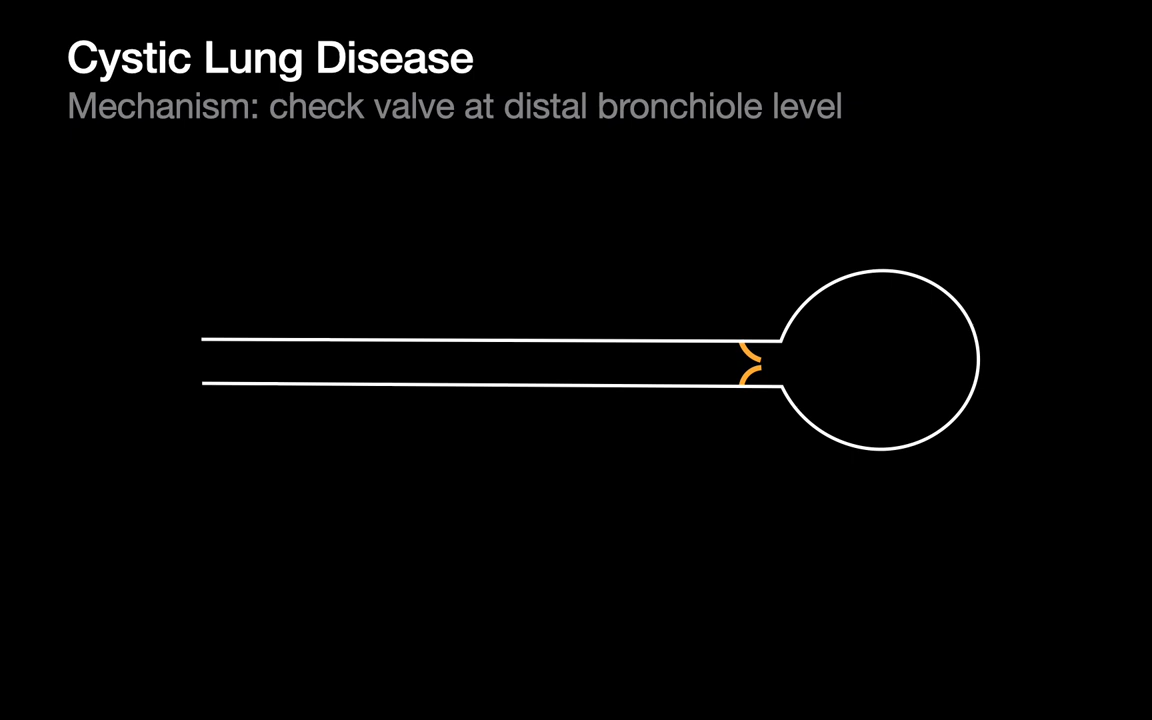 Cystic Lung Disease
Mechanism: check valve at distal bronchiole level